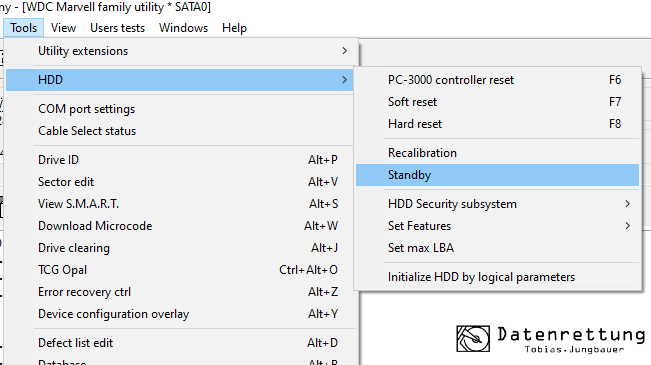 ny - [WDC Marvell family utility * SATA0]
Tools View Users tests Windows Help
Utility extensions
HDD
COM port settings
Cable Select status
Drive ID Alt+P
Sector edit Alt+V
View S.M.A.R.T. Alt+S
Download Microcode Alt+W
Drive clearing Alt+J
TCG Opal Ctrl+Alt+O
Error recovery ctrl Alt+Z
Device configuration overlay Alt+Y
Defect list edit Alt+D
PC-3000 controller reset F6
Soft reset F7
Hard reset F8
Recalibration
Standby
HDD Security subsystem
Set Features
Set max LBA
Initialize HDD by logical parameters
Datenrettung
Tobias.Jungbauer